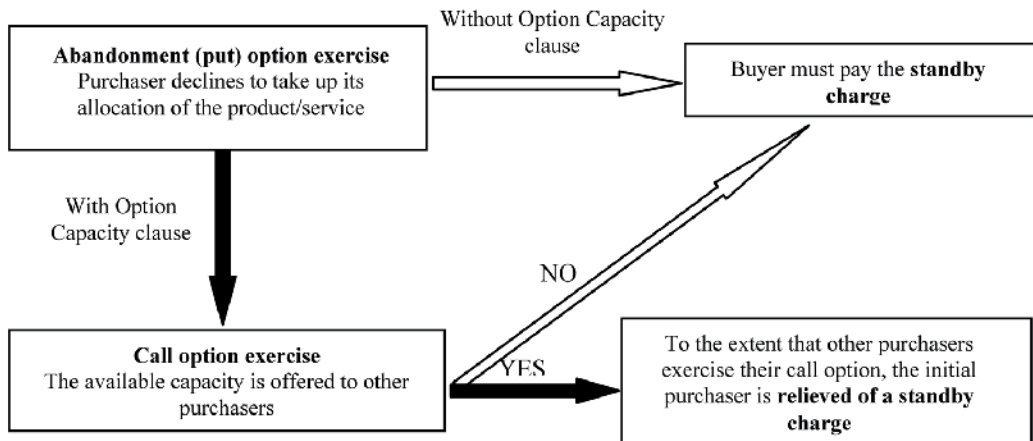 Abandonment (put) option exercise
Purchaser declines to take up its
allocation of the product/service
Without Option Capacity
clause
Buyer must pay the standby
charge
With Option
Capacity clause
NO
YES
Call option exercise
The available capacity is offered to other
purchasers
To the extent that other purchasers
exercise their call option, the initial
purchaser is relieved of a standby
charge